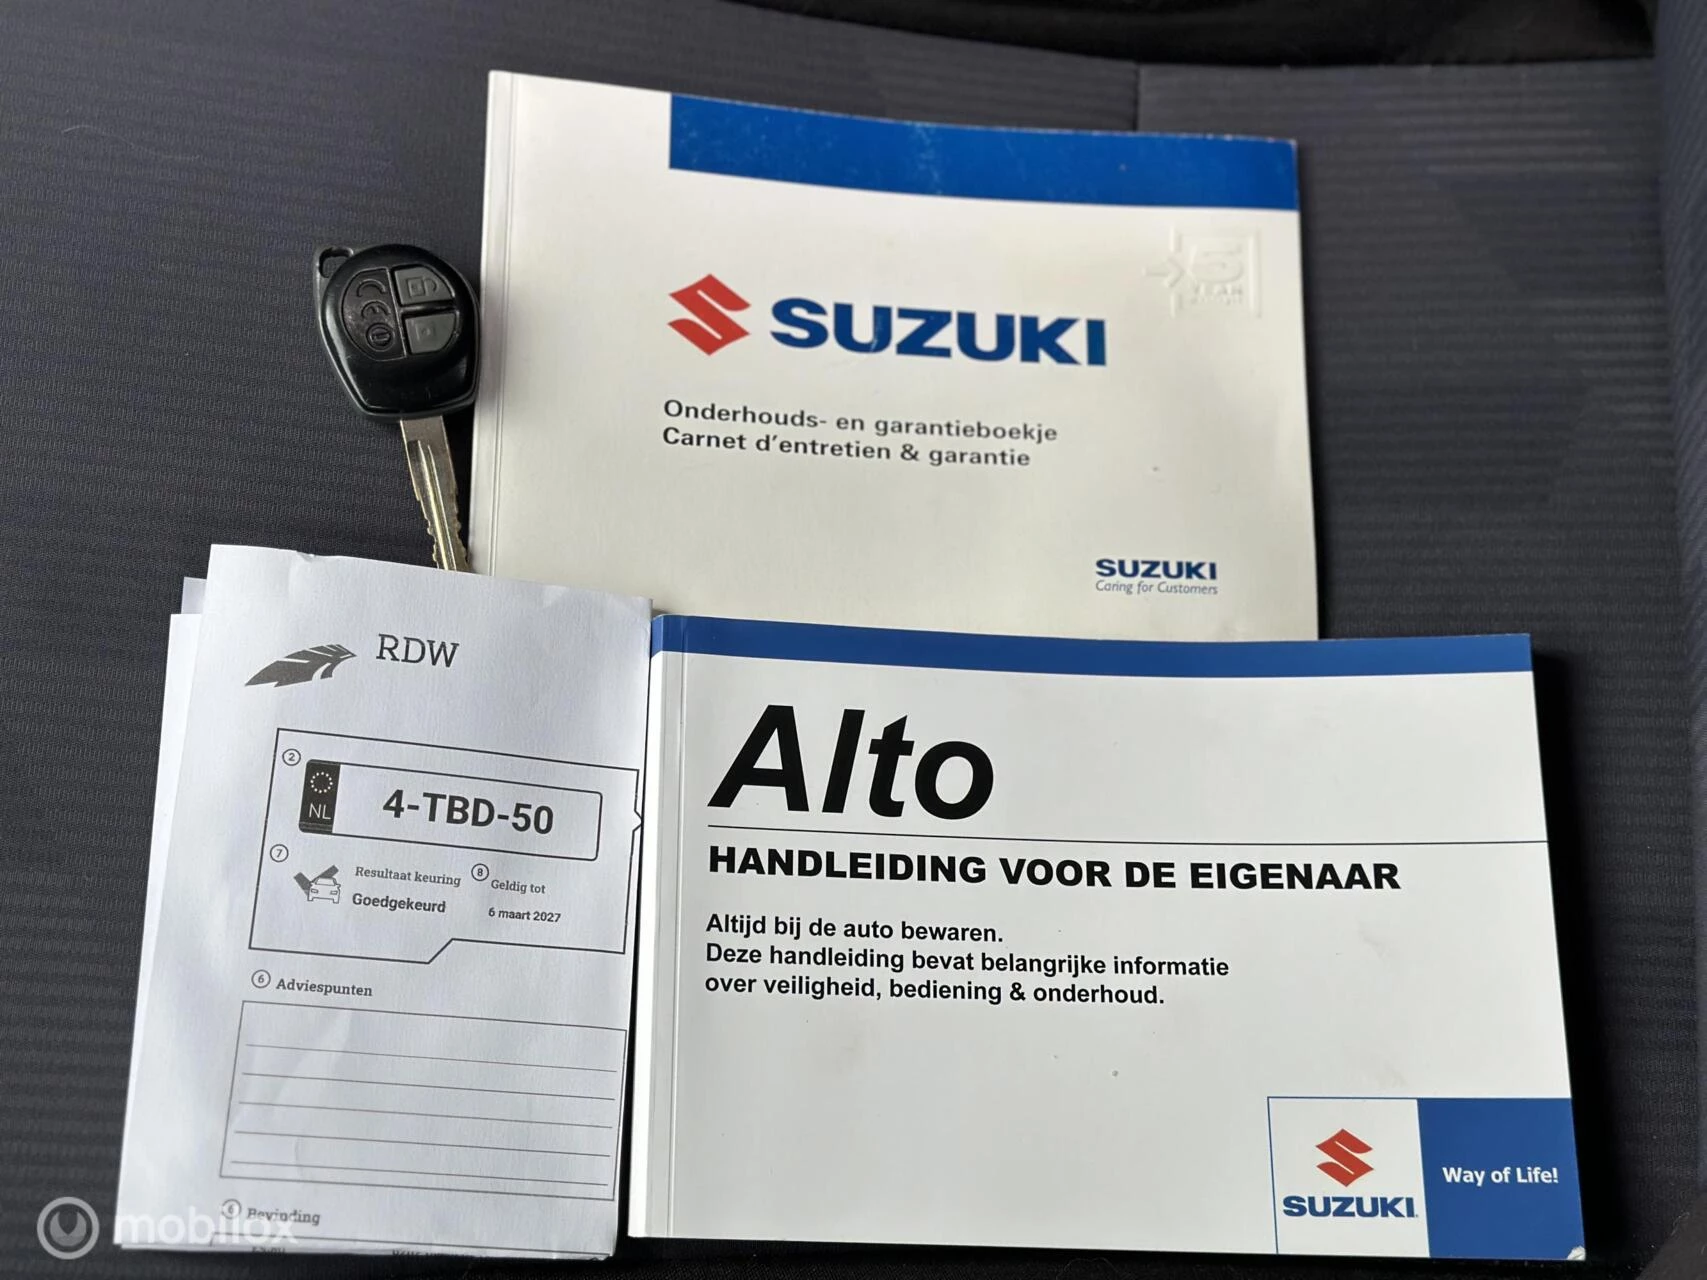 SUZUKI
Onderhouds- en garantieboekje
Carnet d'entretien & garantie
SUZUKI
Caring for Customers
RDW
2
NL
4-TBD-50
7
Resultaat keuring
Goedgekeurd
8
Geldig tot
6 maart 2027
6 Adviespunten
6 Bevinding
Alto
HANDLEIDING VOOR DE EIGENAAR
Altijd bij de auto bewaren.
Deze handleiding bevat belangrijke informatie
over veiligheid, bediening & onderhoud.
SUZUKI
Way of Life!
mobilox